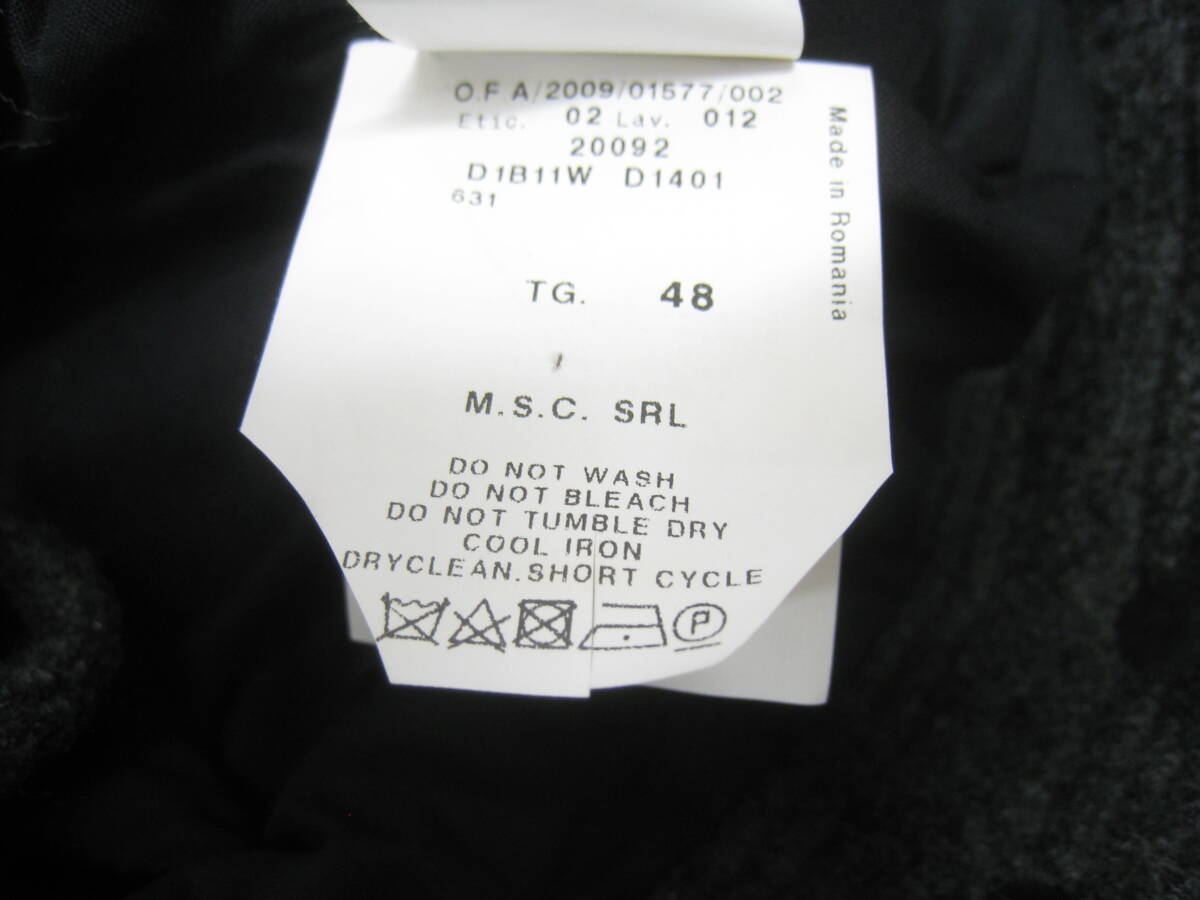 O.F A/2009/01577/002
Etic. 02 Lav. 012
20092
D1B11W D1401
631
Made in Romania
TG. 48
M.S.C. SRL
DO NOT WASH
DO NOT BLEACH
DO NOT TUMBLE DRY
COOL IRON
DRYCLEAN.SHORT CYCLE
P